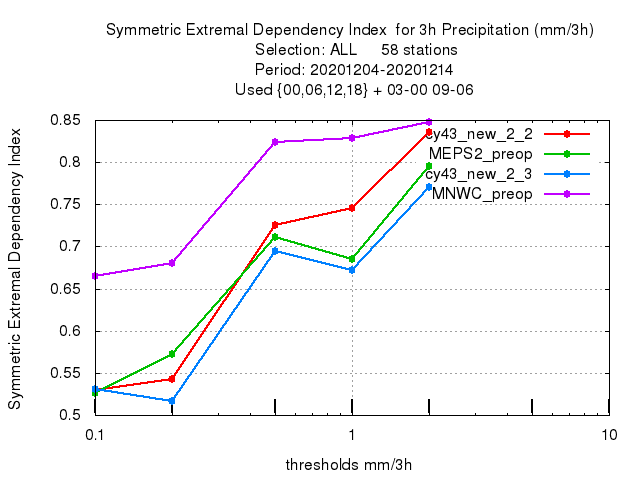 Symmetric Extremal Dependency Index  for 3h Precipitation (mm/3h)
Selection: ALL     58 stations
Period: 20201204-20201214
Used {00,06,12,18} + 03-00 09-06
Symmetric Extremal Dependency Index
0.85
0.8
0.75
0.7
0.65
0.6
0.55
0.5
cy43_new_2_2
MEPS2_preop
cy43_new_2_3
MNWC_preop
0.1
1
10
thresholds mm/3h